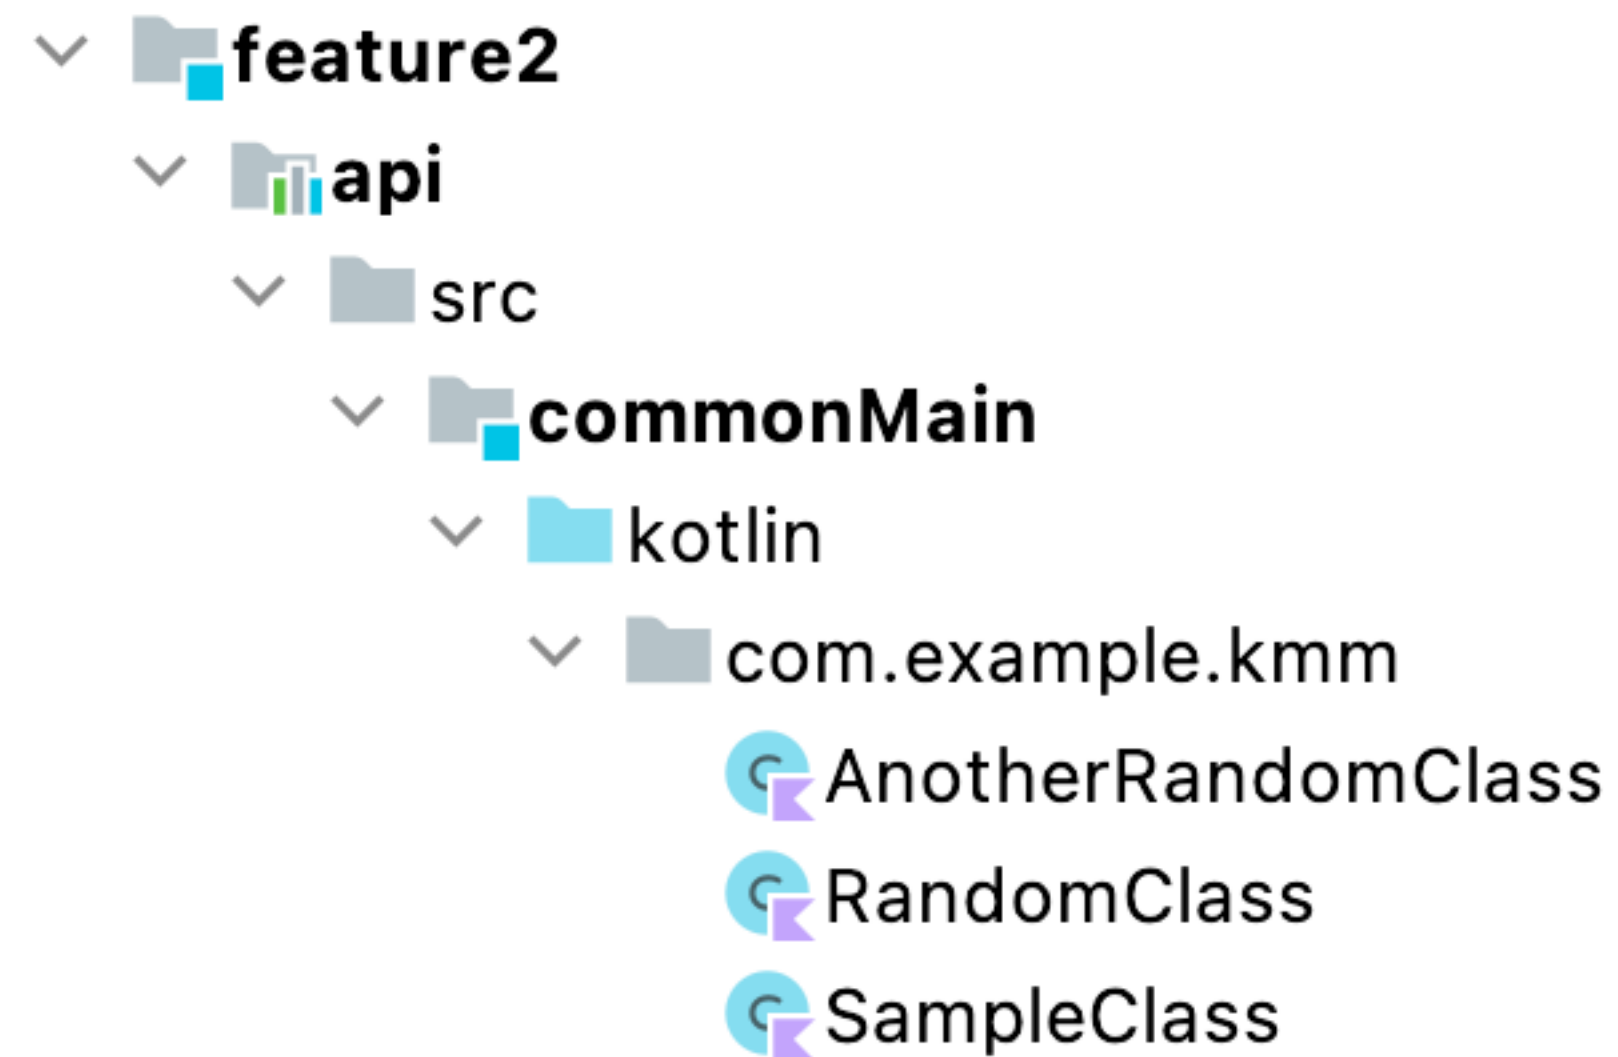 feature2
api
src
commonMain
kotlin
com.example.kmm
AnotherRandomClass
RandomClass
SampleClass